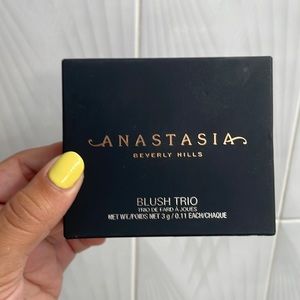 ANASTASIA
BEVERLY HILLS
BLUSH TRIO
TRIO DE FARD À JOUES
NET WT./POIDS NET 3 g / 0.11 EACH/CHAQUE